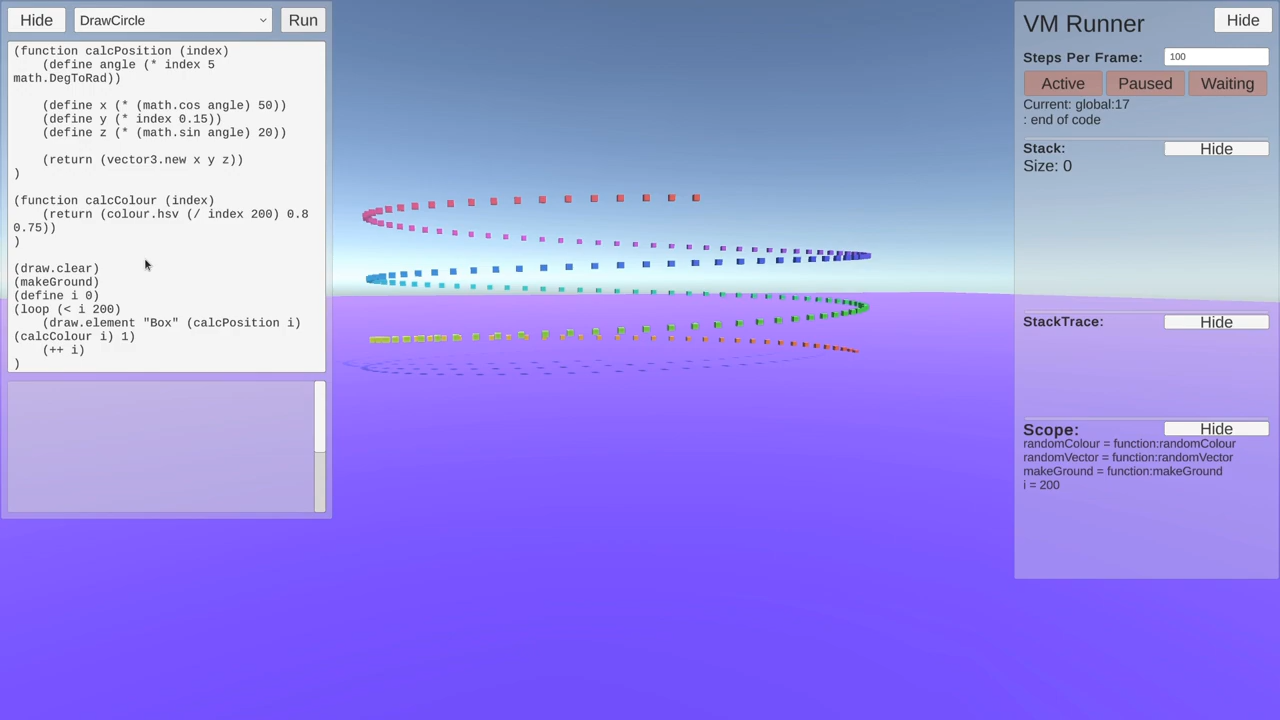 Hide
DrawCircle
Run
(function calcPosition (index)
    (define angle (* index 5
math.DegToRad))
    (define x (* (math.cos angle) 50))
    (define y (* index 0.15))
    (define z (* (math.sin angle) 20))
    (return (vector3.new x y z))
)
(function calcColour (index)
    (return (colour.hsv (/ index 200) 0.8
0.75))
)
(draw.clear)
(makeGround)
(define i 0)
(loop (< i 200)
    (draw.element "Box" (calcPosition i)
(calcColour i) 1)
    (++ i)
)
VM Runner
Hide
Steps Per Frame:
100
Active
Paused
Waiting
Current: global:17
: end of code
Stack:
Hide
Size: 0
StackTrace:
Hide
Scope:
Hide
randomColour = function:randomColour
randomVector = function:randomVector
makeGround = function:makeGround
i = 200